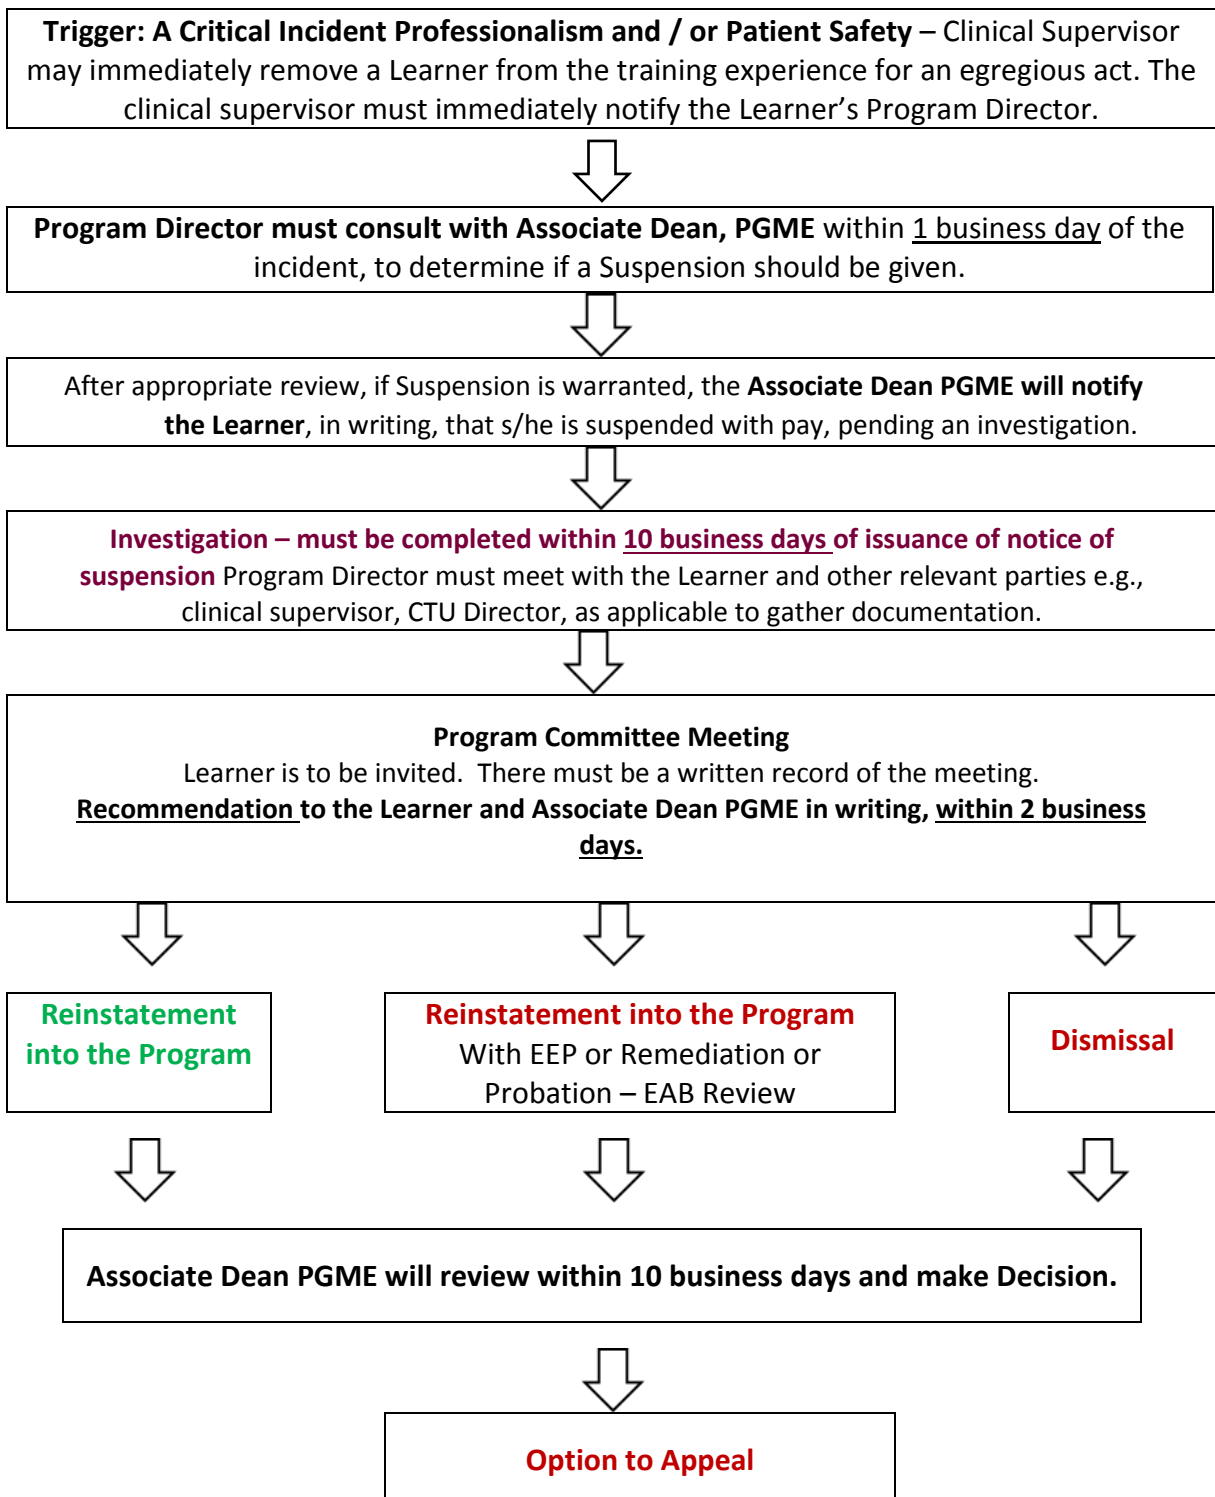 Trigger: A Critical Incident Professionalism and / or Patient Safety – Clinical Supervisor
may immediately remove a Learner from the training experience for an egregious act. The
clinical supervisor must immediately notify the Learner’s Program Director.
Program Director must consult with Associate Dean, PGME within 1 business day of the
incident, to determine if a Suspension should be given.
After appropriate review, if Suspension is warranted, the Associate Dean PGME will notify
the Learner, in writing, that s/he is suspended with pay, pending an investigation.
Investigation – must be completed within 10 business days of issuance of notice of
suspension Program Director must meet with the Learner and other relevant parties e.g.,
clinical supervisor, CTU Director, as applicable to gather documentation.
Program Committee Meeting
Learner is to be invited. There must be a written record of the meeting.
Recommendation to the Learner and Associate Dean PGME in writing, within 2 business
days.
Reinstatement
into the Program
Reinstatement into the Program
With EEP or Remediation or
Probation – EAB Review
Dismissal
Associate Dean PGME will review within 10 business days and make Decision.
Option to Appeal